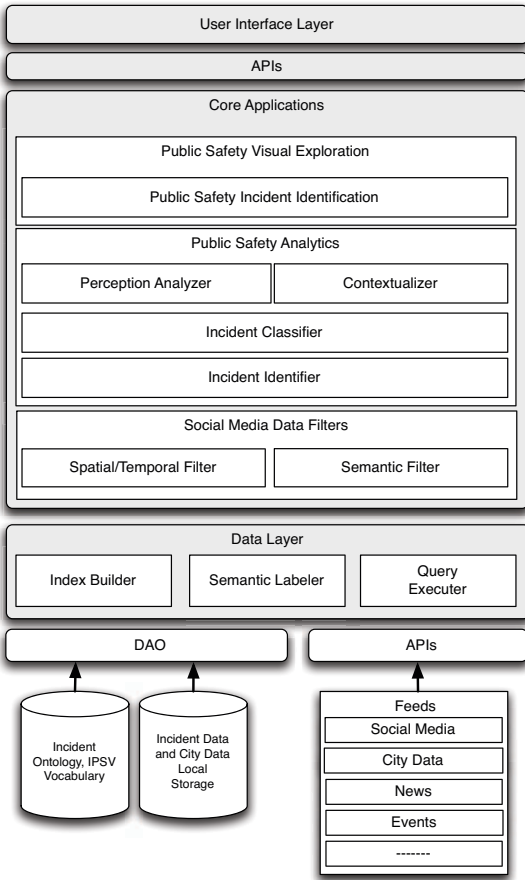 User Interface Layer
APIs
Core Applications
Public Safety Visual Exploration
Public Safety Incident Identification
Public Safety Analytics
Perception Analyzer
Contextualizer
Incident Classifier
Incident Identifier
Social Media Data Filters
Spatial/Temporal Filter
Semantic Filter
Data Layer
Index Builder
Semantic Labeler
Query
Executer
DAO
APIs
Incident
Ontology, IPSV
Vocabulary
Incident Data
and City Data
Local
Storage
Feeds
Social Media
City Data
News
Events
-------